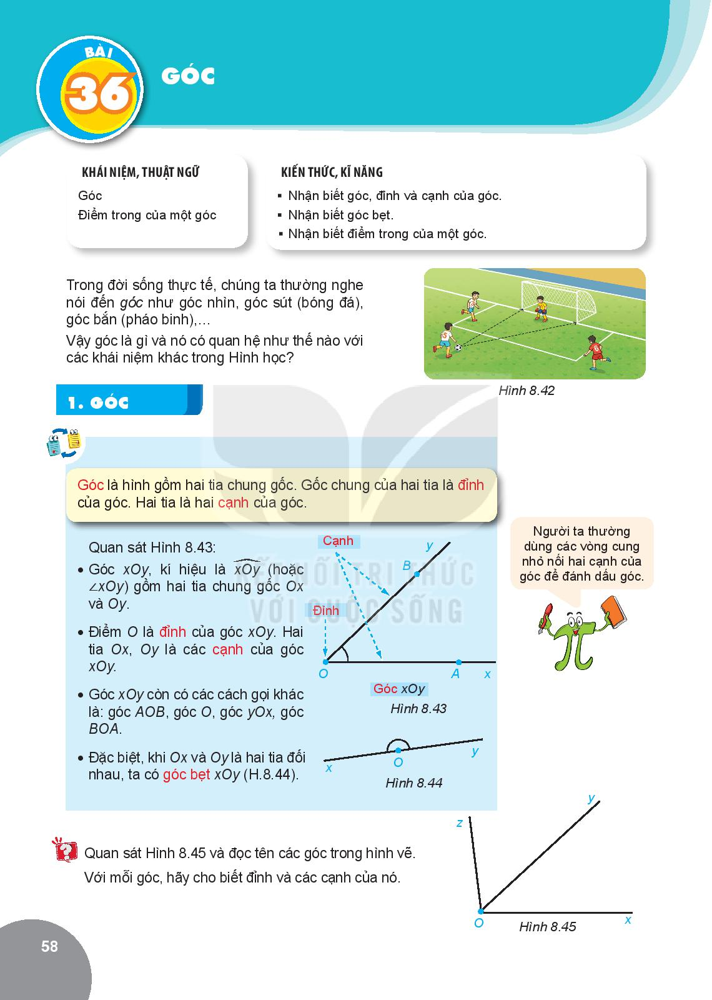 BÀI
36
GÓC
KHÁI NIỆM, THUẬT NGỮ
Góc
Điểm trong của một góc
KIẾN THỨC, KĨ NĂNG
▪ Nhận biết góc, đỉnh và cạnh của góc.
▪ Nhận biết góc bẹt.
▪ Nhận biết điểm trong của một góc.
Trong đời sống thực tế, chúng ta thường nghe
nói đến góc như góc nhìn, góc sút (bóng đá),
góc bắn (pháo binh),...
Vậy góc là gì và nó có quan hệ như thế nào với
các khái niệm khác trong Hình học?
5
6
Hình 8.42
1. GÓC
Góc là hình gồm hai tia chung gốc. Gốc chung của hai tia là đỉnh
của góc. Hai tia là hai cạnh của góc.
Quan sát Hình 8.43:
• Góc xOy, kí hiệu là xOy (hoặc
∠xOy) gồm hai tia chung gốc Ox
và Oy.
• Điểm O là đỉnh của góc xOy. Hai
tia Ox, Oy là các cạnh của góc
xOy.
• Góc xOy còn có các cách gọi khác
là: góc AOB, góc O, góc yOx, góc
BOA.
• Đặc biệt, khi Ox và Oy là hai tia đối
nhau, ta có góc bẹt xOy (H.8.44).
Cạnh
y
B
Đỉnh
O
A
x
Góc xOy
Hình 8.43
x
O
y
Hình 8.44
Người ta thường
dùng các vòng cung
nhỏ nối hai cạnh của
góc để đánh dấu góc.
KẾT NỐI TRI THỨC
VỚI CUỘC SỐNG
Quan sát Hình 8.45 và đọc tên các góc trong hình vẽ.
Với mỗi góc, hãy cho biết đỉnh và các cạnh của nó.
z
y
O
x
Hình 8.45
58